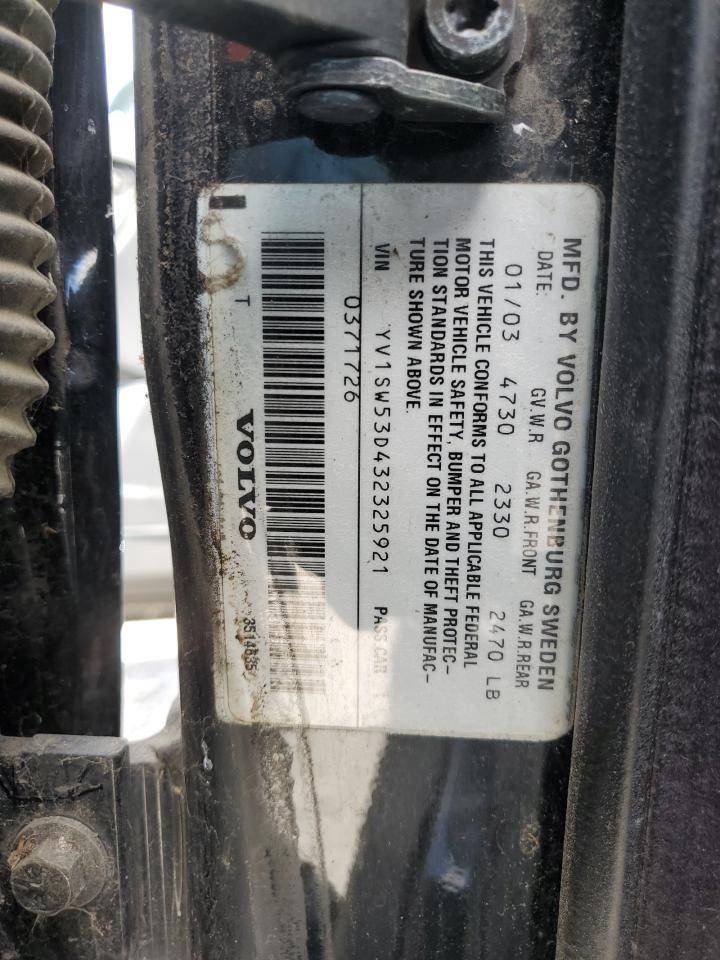 MFD. BY VOLVO GOTHENBURG SWEDEN
DATE: GV.W.R GA.W.R.FRONT GA.W.R.REAR
01/03 4730 2330 2470 LB
THIS VEHICLE CONFORMS TO ALL APPLICABLE FEDERAL
MOTOR VEHICLE SAFETY, BUMPER AND THEFT PROTEC-
TION STANDARDS IN EFFECT ON THE DATE OF MANUFAC-
TURE SHOWN ABOVE.
VIN YV1SW53D432325921 PASS CAR
0371726
T VOLVO